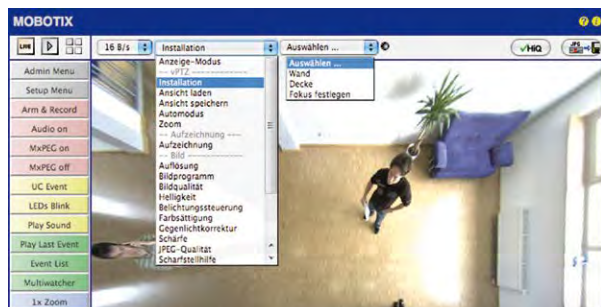 MOBOTIX
LIVE
16 B/s
Installation
Auswählen ...
HiQ
Admin Menu
Setup Menu
Arm & Record
Audio on
MxPEG on
MxPEG off
UC Event
LEDs Blink
Play Sound
Play Last Event
Event List
Multiwatcher
1x Zoom
Anzeige-Modus
-- vPTZ --------------
Installation
Ansicht laden
Ansicht speichern
Automodus
Zoom
-- Aufzeichnung ----
Aufzeichnung
-- Bild --------------
Auflösung
Bildprogramm
Bildqualität
Helligkeit
Belichtungssteuerung
Farbsättigung
Gegenlichtkorrektur
Schärfe
JPEG-Qualität
Scharfstellhilfe
Auswählen ...
Wand
Decke
Fokus festlegen